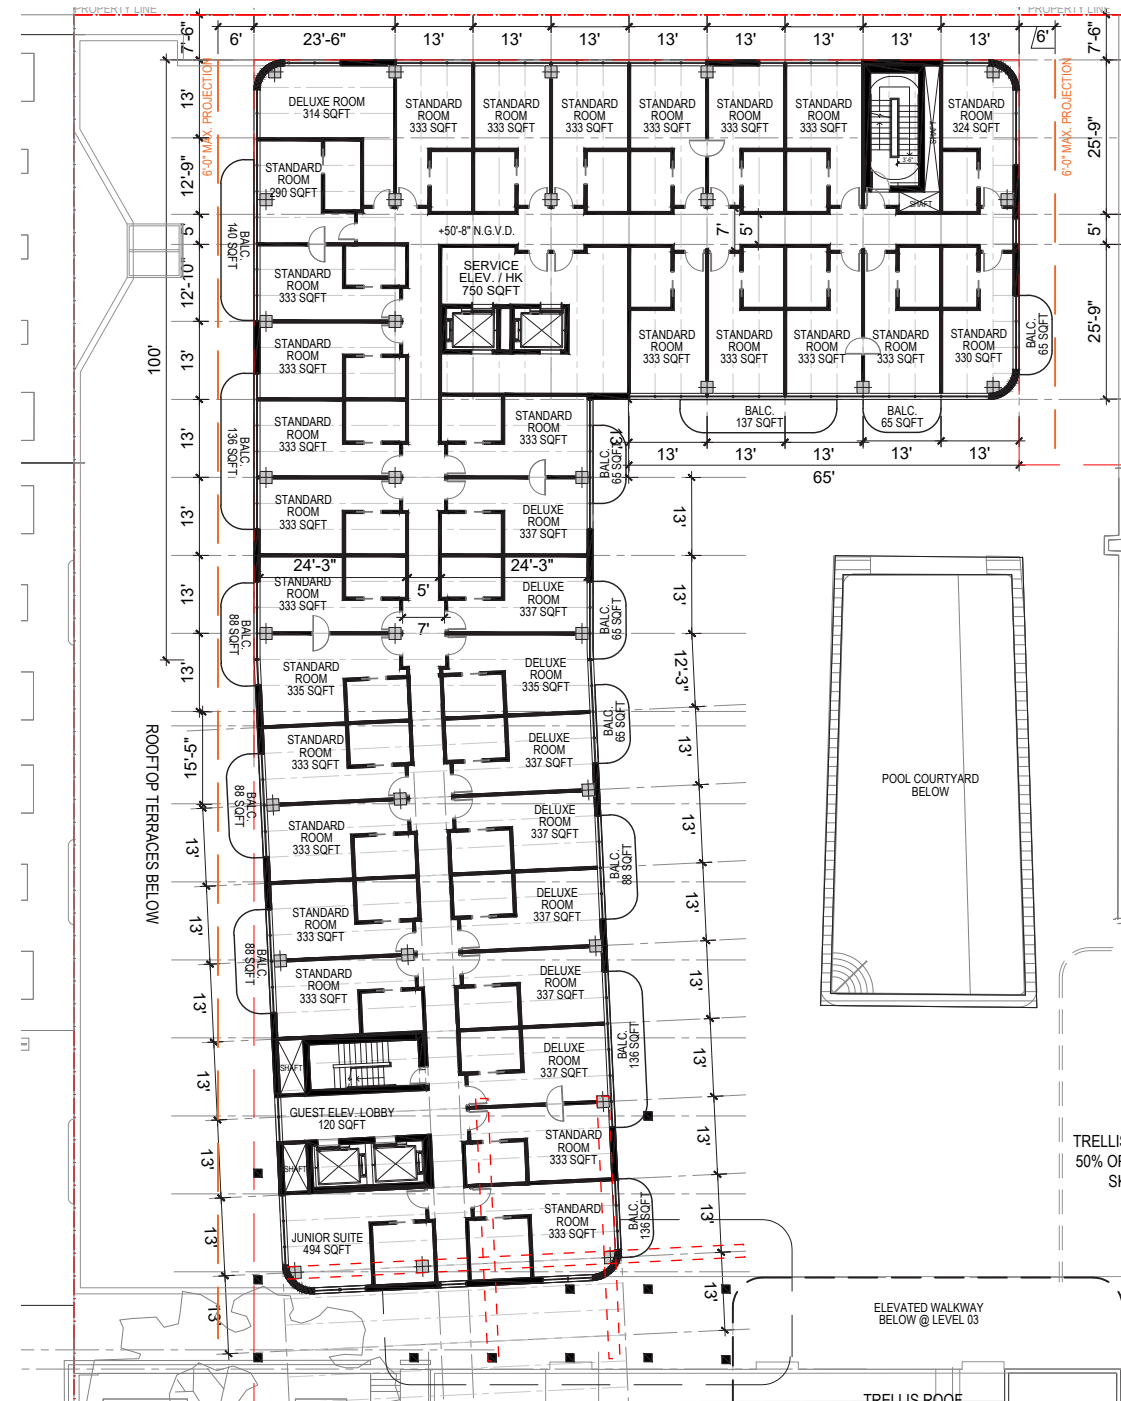 PROPERTY LINE
PROPERTY LINE
7'-6"
6'
23'-6"
13'
13'
13'
13'
13'
13'
13'
13'
6'
7'-6"
6'-0" MAX. PROJECTION
6'-0" MAX. PROJECTION
13'
12'-9"
5'
12'-10"
13'
13'
13'
13'
13'
15'-5"
13'
13'
13'
13'
13'
13'
13'
100'
25'-9"
5'
25'-9"
DELUXE ROOM
314 SQFT
STANDARD
ROOM
333 SQFT
STANDARD
ROOM
333 SQFT
STANDARD
ROOM
333 SQFT
STANDARD
ROOM
333 SQFT
STANDARD
ROOM
333 SQFT
STANDARD
ROOM
333 SQFT
SHAFT
3'-8"
SHAFT
STANDARD
ROOM
324 SQFT
STANDARD
ROOM
290 SQFT
+50'-8" N.G.V.D.
7'
5'
BALC.
140 SQFT
STANDARD
ROOM
333 SQFT
SERVICE
ELEV. / HK
750 SQFT
STANDARD
ROOM
333 SQFT
STANDARD
ROOM
333 SQFT
STANDARD
ROOM
333 SQFT
STANDARD
ROOM
333 SQFT
STANDARD
ROOM
330 SQFT
BALC.
65 SQFT
STANDARD
ROOM
333 SQFT
BALC.
137 SQFT
BALC.
65 SQFT
13'
13'
13'
13'
13'
65'
STANDARD
ROOM
333 SQFT
STANDARD
ROOM
333 SQFT
BALC.
136 SQFT
BALC.
65 SQFT
13'
STANDARD
ROOM
333 SQFT
DELUXE
ROOM
337 SQFT
13'
24'-3"
24'-3"
5'
7'
STANDARD
ROOM
333 SQFT
DELUXE
ROOM
337 SQFT
BALC.
88 SQFT
BALC.
65 SQFT
13'
STANDARD
ROOM
335 SQFT
DELUXE
ROOM
337 SQFT
12'-3"
BALC.
65 SQFT
STANDARD
ROOM
333 SQFT
DELUXE
ROOM
337 SQFT
13'
ROOFTOP TERRACES BELOW
BALC.
88 SQFT
POOL COURTYARD
BELOW
STANDARD
ROOM
333 SQFT
DELUXE
ROOM
337 SQFT
13'
BALC.
88 SQFT
STANDARD
ROOM
333 SQFT
DELUXE
ROOM
337 SQFT
13'
BALC.
88 SQFT
STANDARD
ROOM
333 SQFT
DELUXE
ROOM
337 SQFT
13'
BALC.
136 SQFT
SHAFT
DELUXE
ROOM
337 SQFT
13'
GUEST ELEV. LOBBY
120 SQFT
STANDARD
ROOM
333 SQFT
13'
SHAFT
TRELLIS
50% OF
SK
JUNIOR SUITE
494 SQFT
STANDARD
ROOM
333 SQFT
BALC.
136 SQFT
13'
13'
ELEVATED WALKWAY
BELOW @ LEVEL 03
TRELLIS ROOF